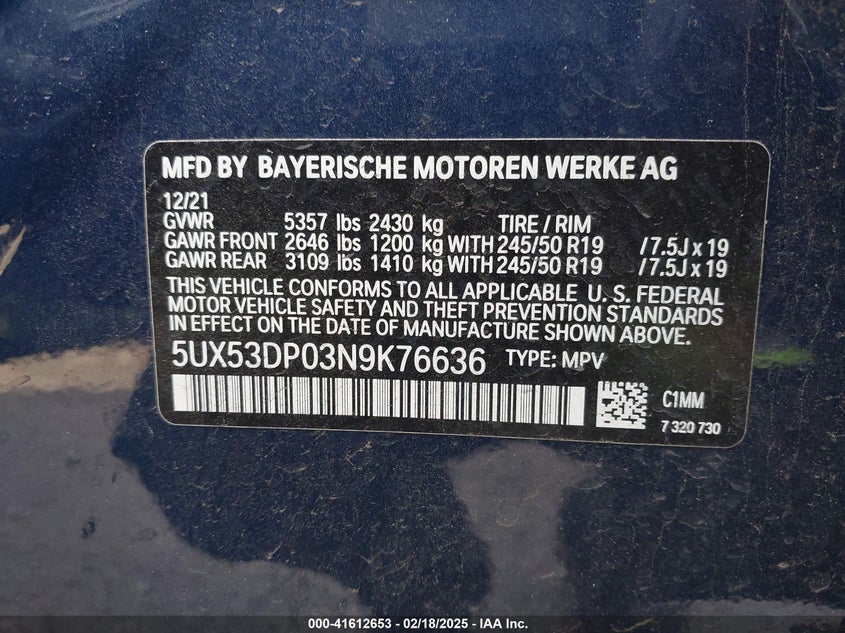 MFD BY BAYERISCHE MOTOREN WERKE AG
12/21
GVWR 5357 lbs 2430 kg TIRE / RIM
GAWR FRONT 2646 lbs 1200 kg WITH 245/50 R19 /7.5J x 19
GAWR REAR 3109 lbs 1410 kg WITH 245/50 R19 /7.5J x 19
THIS VEHICLE CONFORMS TO ALL APPLICABLE U. S. FEDERAL
MOTOR VEHICLE SAFETY AND THEFT PREVENTION STANDARDS
IN EFFECT ON THE DATE OF MANUFACTURE SHOWN ABOVE.
5UX53DP03N9K76636 TYPE: MPV
C1MM
7 320 730
000-41612653 - 02/18/2025 - IAA Inc.